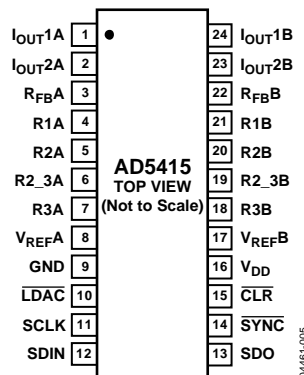 IOUT1A 1 24 IOUT1B
IOUT2A 2 23 IOUT2B
RFBA 3 22 RFBB
R1A 4 21 R1B
R2A 5 20 R2B
R2_3A 6 19 R2_3B
R3A 7 18 R3B
VREFA 8 17 VREFB
GND 9 16 VDD
LDAC 10 15 CLR
SCLK 11 14 SYNC
SDIN 12 13 SDO
AD5415
TOP VIEW
(Not to Scale)
04461-005